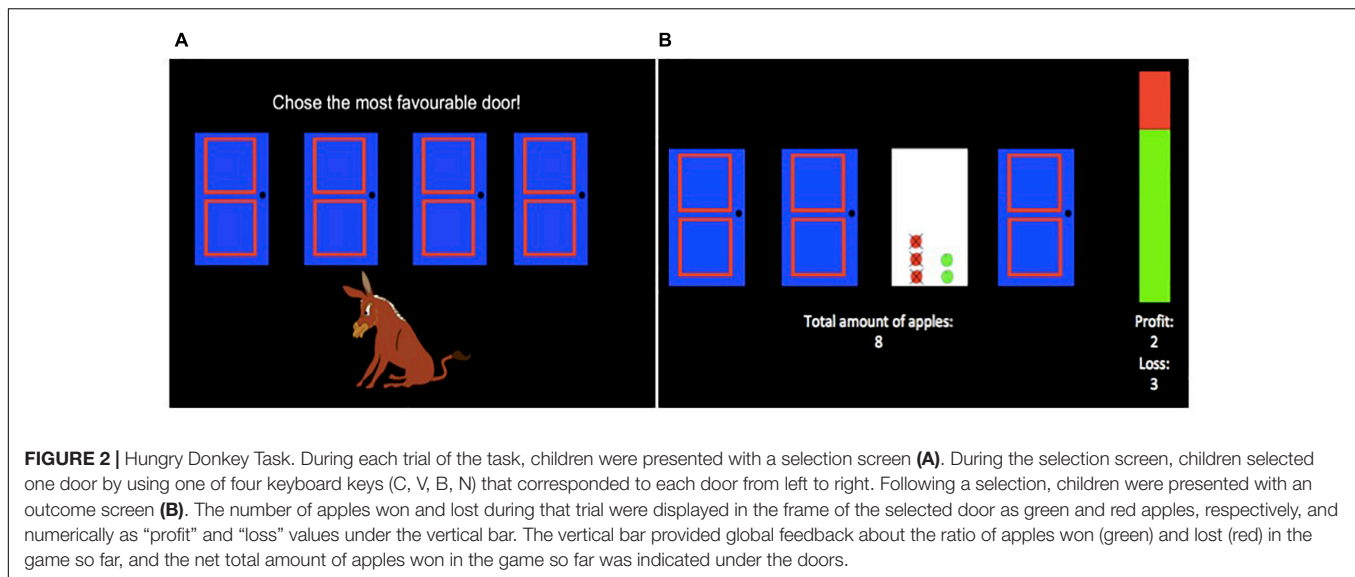 A
B
Chose the most favourable door!
Total amount of apples:
8
Profit:
2
Loss:
3
FIGURE 2 | Hungry Donkey Task. During each trial of the task, children were presented with a selection screen (A). During the selection screen, children selected
one door by using one of four keyboard keys (C, V, B, N) that corresponded to each door from left to right. Following a selection, children were presented with an
outcome screen (B). The number of apples won and lost during that trial were displayed in the frame of the selected door as green and red apples, respectively, and
numerically as “profit” and “loss” values under the vertical bar. The vertical bar provided global feedback about the ratio of apples won (green) and lost (red) in the
game so far, and the net total amount of apples won in the game so far was indicated under the doors.